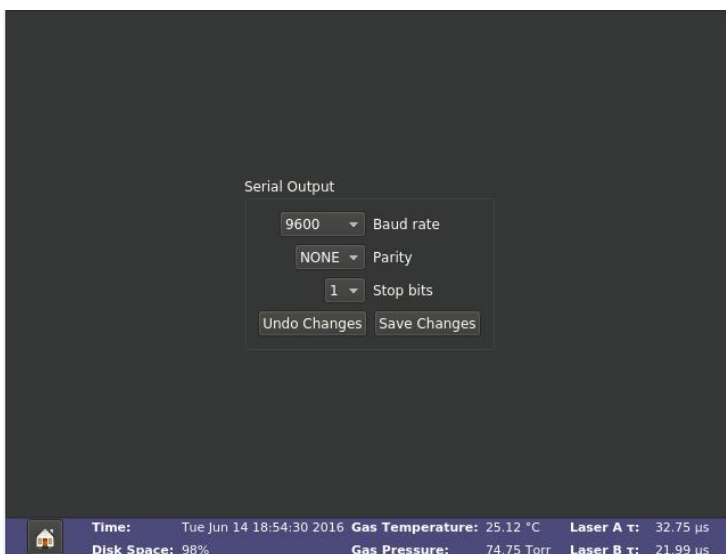 Serial Output
9600 Baud rate
NONE Parity
1 Stop bits
Undo Changes Save Changes
Time: Tue Jun 14 18:54:30 2016 Gas Temperature: 25.12 °C Laser A τ: 32.75 µs
Disk Space: 98% Gas Pressure: 74.75 Torr Laser B τ: 21.99 µs